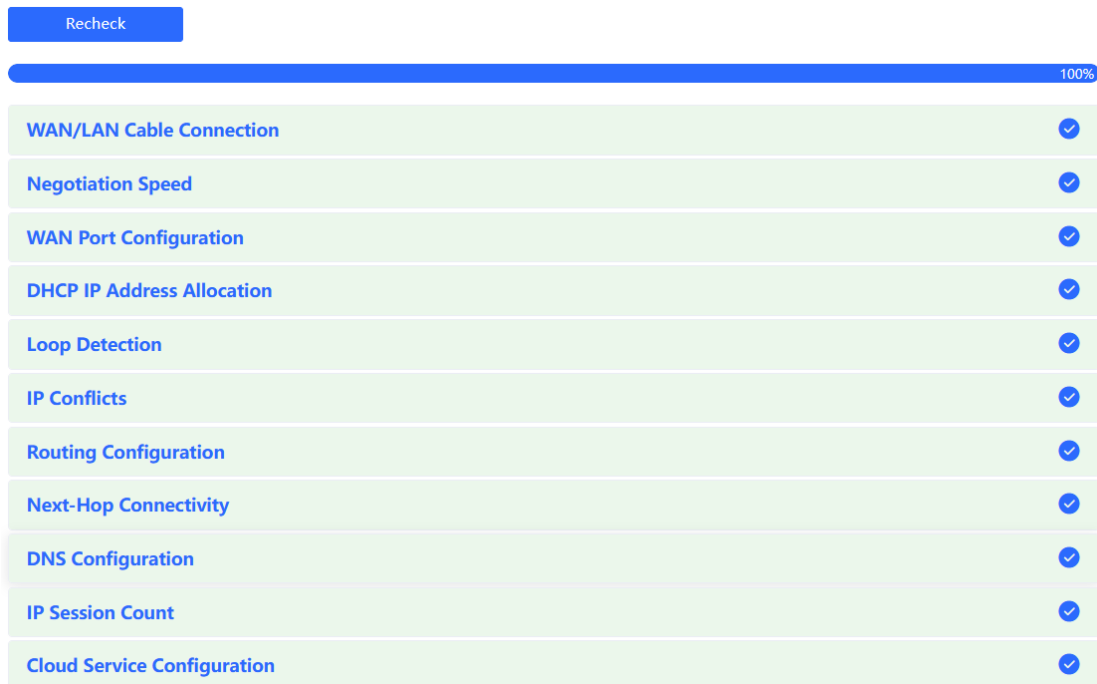 Recheck
100%
WAN/LAN Cable Connection
Negotiation Speed
WAN Port Configuration
DHCP IP Address Allocation
Loop Detection
IP Conflicts
Routing Configuration
Next-Hop Connectivity
DNS Configuration
IP Session Count
Cloud Service Configuration